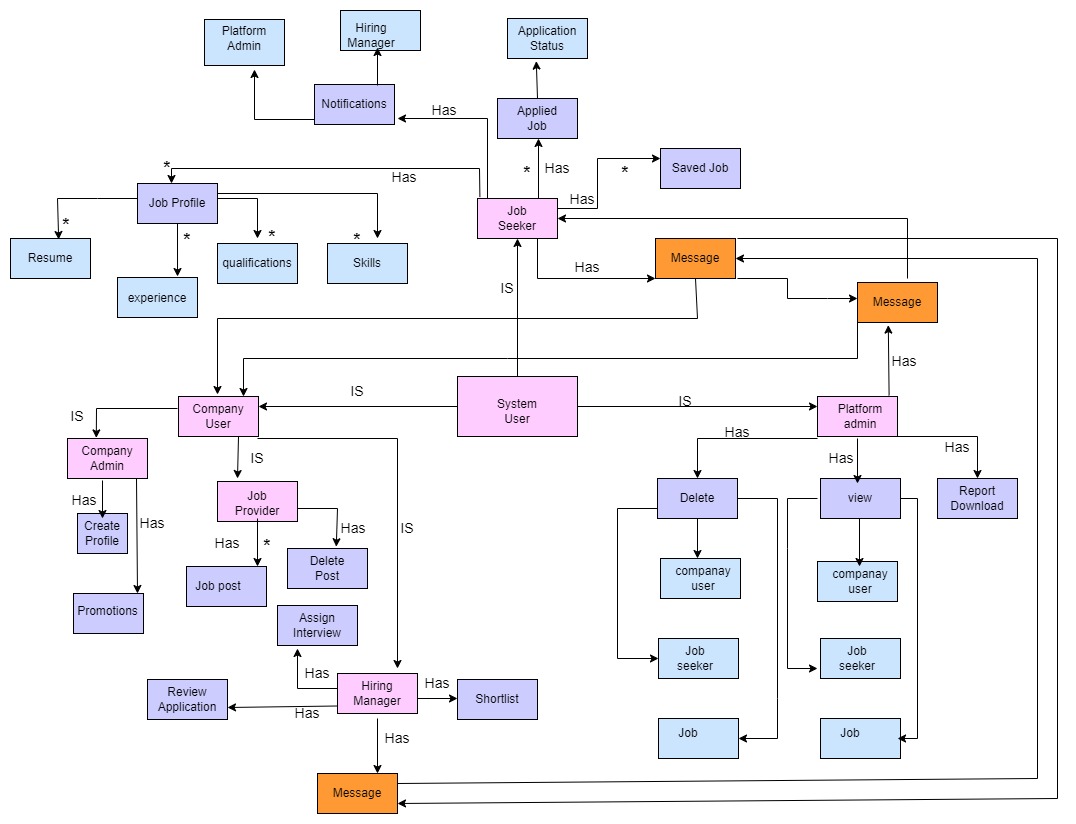 Platform
Admin
Hiring
Manager
Application
Status
Notifications
Has
Applied
Job
*
Has
*
Has
*
Saved Job
Has
Job Profile
Job
Seeker
*
*
*
*
Resume
experience
qualifications
Skills
Has
Message
IS
Message
Has
IS
IS
IS
Company
User
System
User
Platform
admin
Company
Admin
IS
Has
Has
Has
Has
Has
Create
Profile
Job
Provider
Has
IS
Delete
view
Report
Download
Has
*
Delete
Post
Job post
companay
user
companay
user
Promotions
Assign
Interview
Job
seeker
Job
seeker
Has
Has
Review
Application
Hiring
Manager
Shortlist
Has
Has
Job
Job
Message